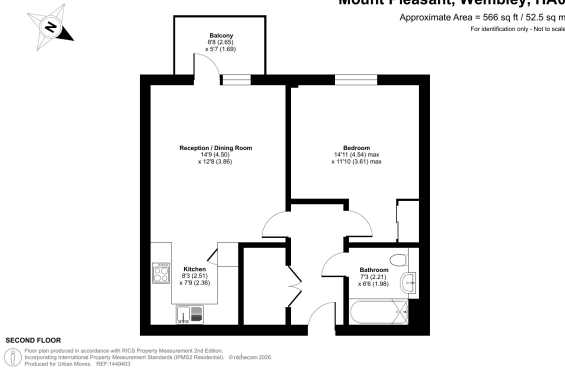 Mount Pleasant, Wembley, HA0
Approximate Area = 566 sq ft / 52.5 sq m
For identification only - Not to scale
N
Balcony
8'8 (2.65)
x 5'7 (1.69)
Reception / Dining Room
14'9 (4.50)
x 12'8 (3.86)
Bedroom
14'11 (4.54) max
x 11'10 (3.61) max
Kitchen
8'3 (2.51)
x 7'9 (2.36)
Bathroom
7'3 (2.21)
x 6'6 (1.98)
SECOND FLOOR
Floor plan produced in accordance with RICS Property Measurement 2nd Edition,
Incorporating International Property Measurement Standards (IPMS2 Residential). © nichecom 2026.
Produced for Urban Moves. REF:1449403